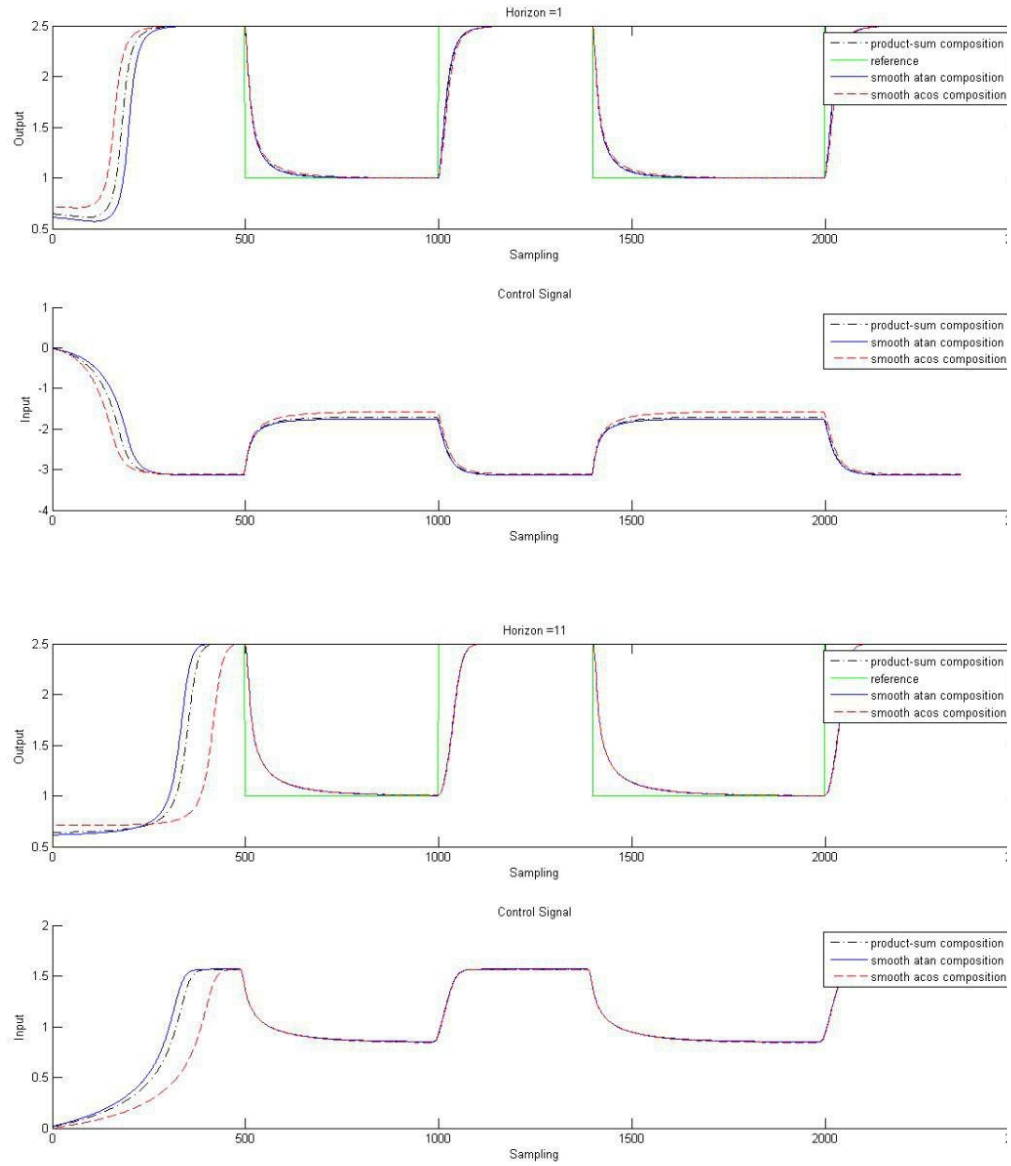 Horizon =1
2.5
2
1.5
1
0.5
Output
0
500
1000
1500
2000
2
Sampling
product-sum composition
reference
smooth atan composition
smooth acos composition
Control Signal
1
0
-1
-2
-3
-4
Input
0
500
1000
1500
2000
2
Sampling
product-sum composition
smooth atan composition
smooth acos composition
Horizon =11
2.5
2
1.5
1
0.5
Output
0
500
1000
1500
2000
2
Sampling
product-sum composition
reference
smooth atan composition
smooth acos composition
Control Signal
2
1.5
1
0.5
0
Input
0
500
1000
1500
2000
2
Sampling
product-sum composition
smooth atan composition
smooth acos composition